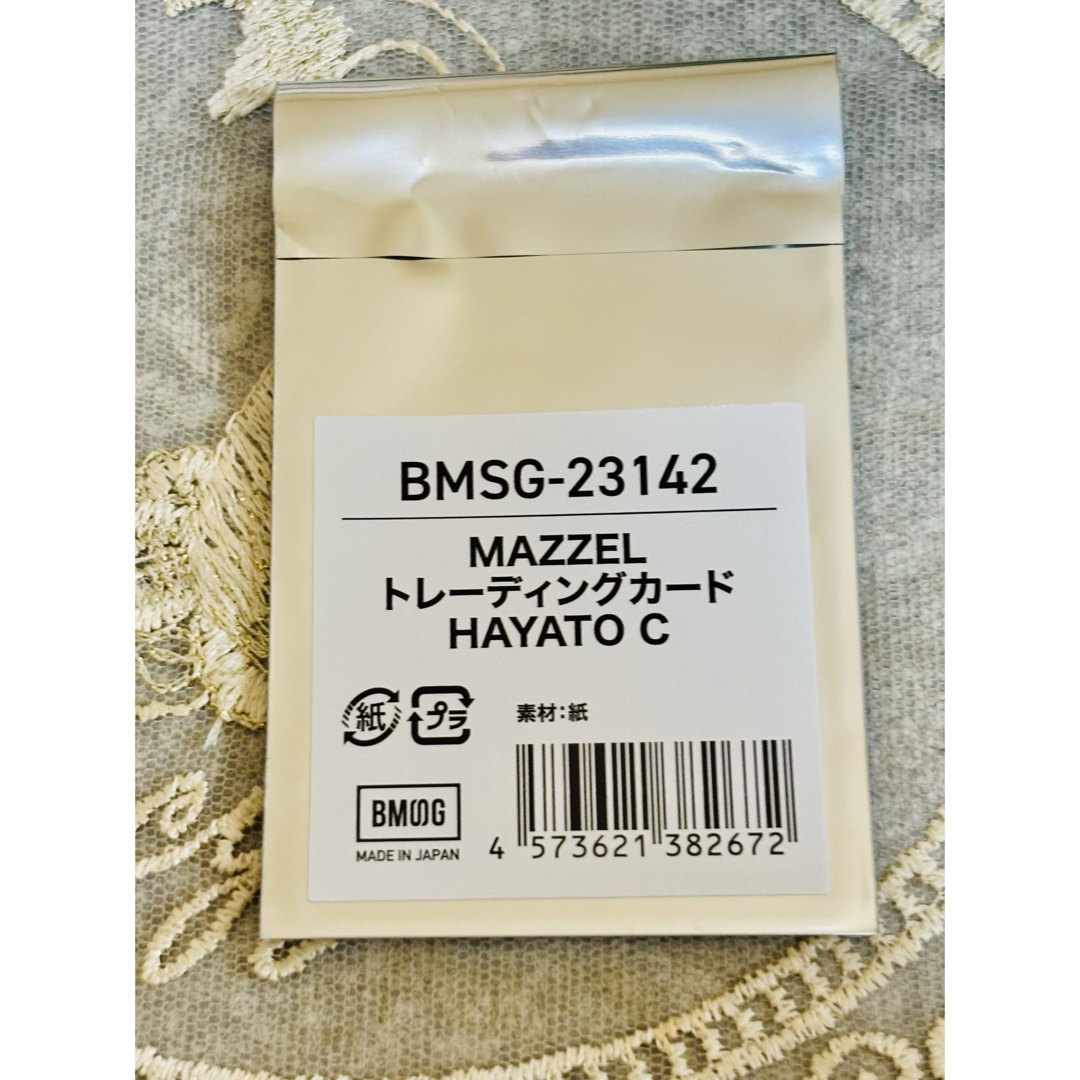 BMSG-23142
MAZZEL
トレーディングカード
HAYATO C
紙 プラ 素材:紙
BMSG
MADE IN JAPAN
4 573621 382672